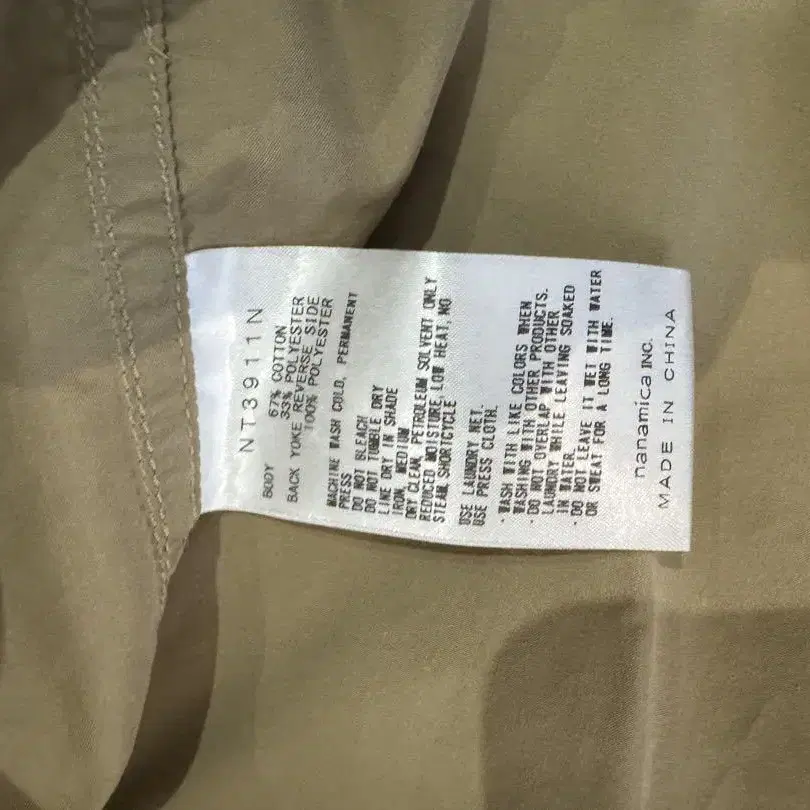 NT3911N
BODY 67% COTTON
33% POLYESTER
BACK YOKE REVERSE SIDE
100% POLYESTER
MACHINE WASH COLD, PERMANENT
PRESS
DO NOT BLEACH
DO NOT TUMBLE DRY
LINE DRY IN SHADE
IRON, MEDIUM
DRY CLEAN, PETROLEUM SOLVENT ONLY
REDUCED MOISTURE, LOW HEAT, NO
STEAM, SHORTCYCLE
USE LAUNDRY NET.
USE PRESS CLOTH.
・WASH WITH LIKE COLORS WHEN
WASHING WITH OTHER PRODUCTS.
・DO NOT OVERLAP WITH OTHER
LAUNDRY WHILE LEAVING SOAKED
IN WATER.
・DO NOT LEAVE IT WET WITH WATER
OR SWEAT FOR A LONG TIME.
nanamica INC.
MADE IN CHINA